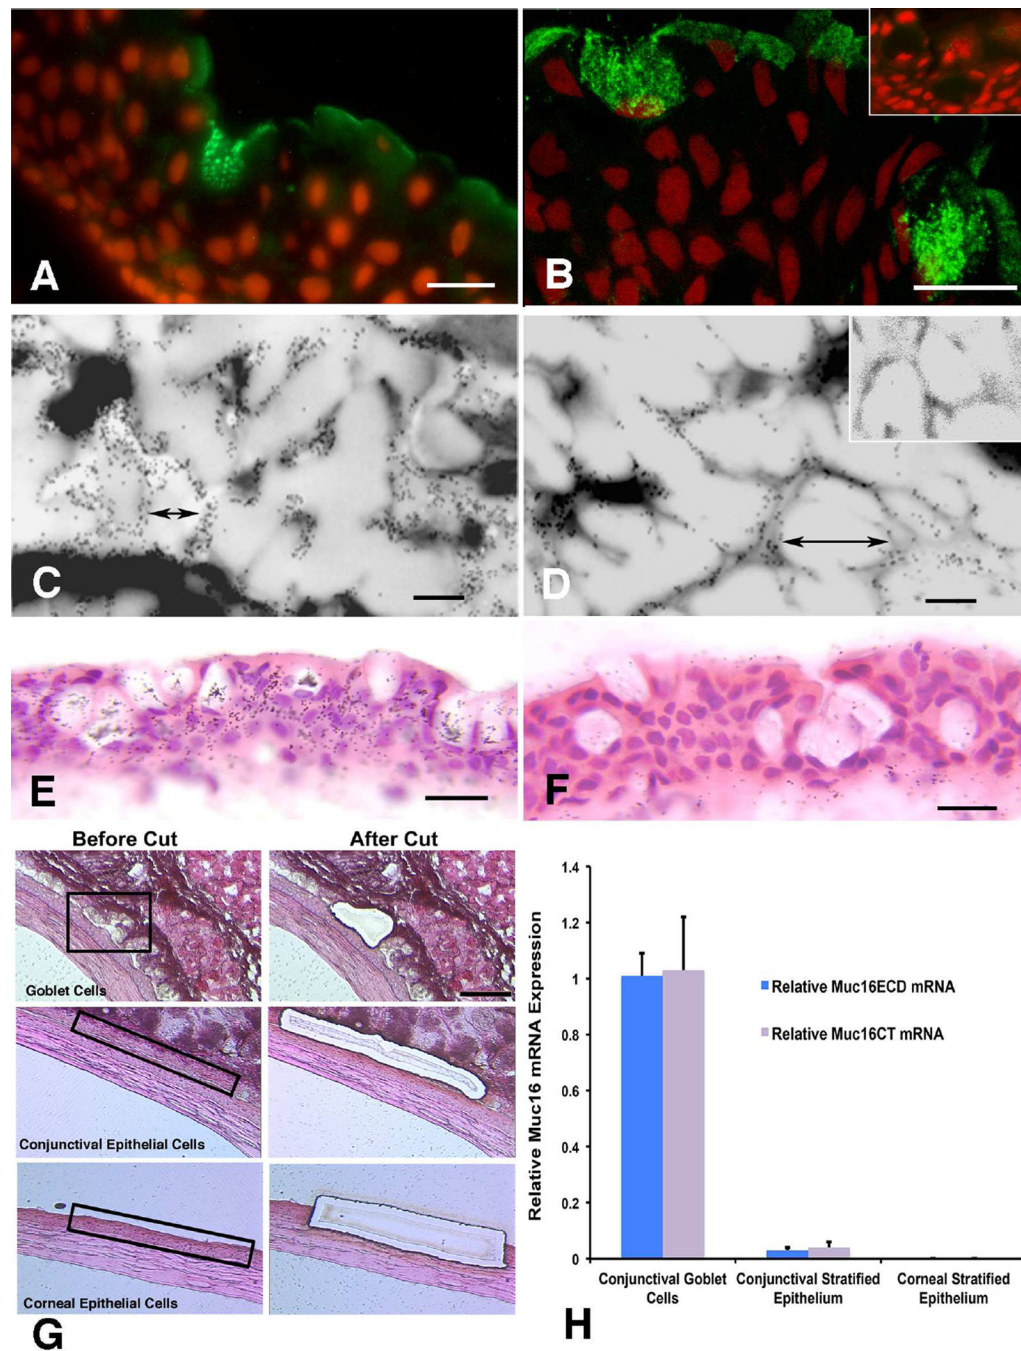 A
B
C
D
E
F
Before Cut
After Cut
Goblet Cells
Conjunctival Epithelial Cells
Corneal Epithelial Cells
G
Relative Muc16 mRNA Expression
1.4
1.2
1
0.8
0.6
0.4
0.2
0
Relative Muc16ECD mRNA
Relative Muc16CT mRNA
Conjunctival Goblet
Cells
Conjunctival Stratified
Epithelium
Corneal Stratified
Epithelium
H